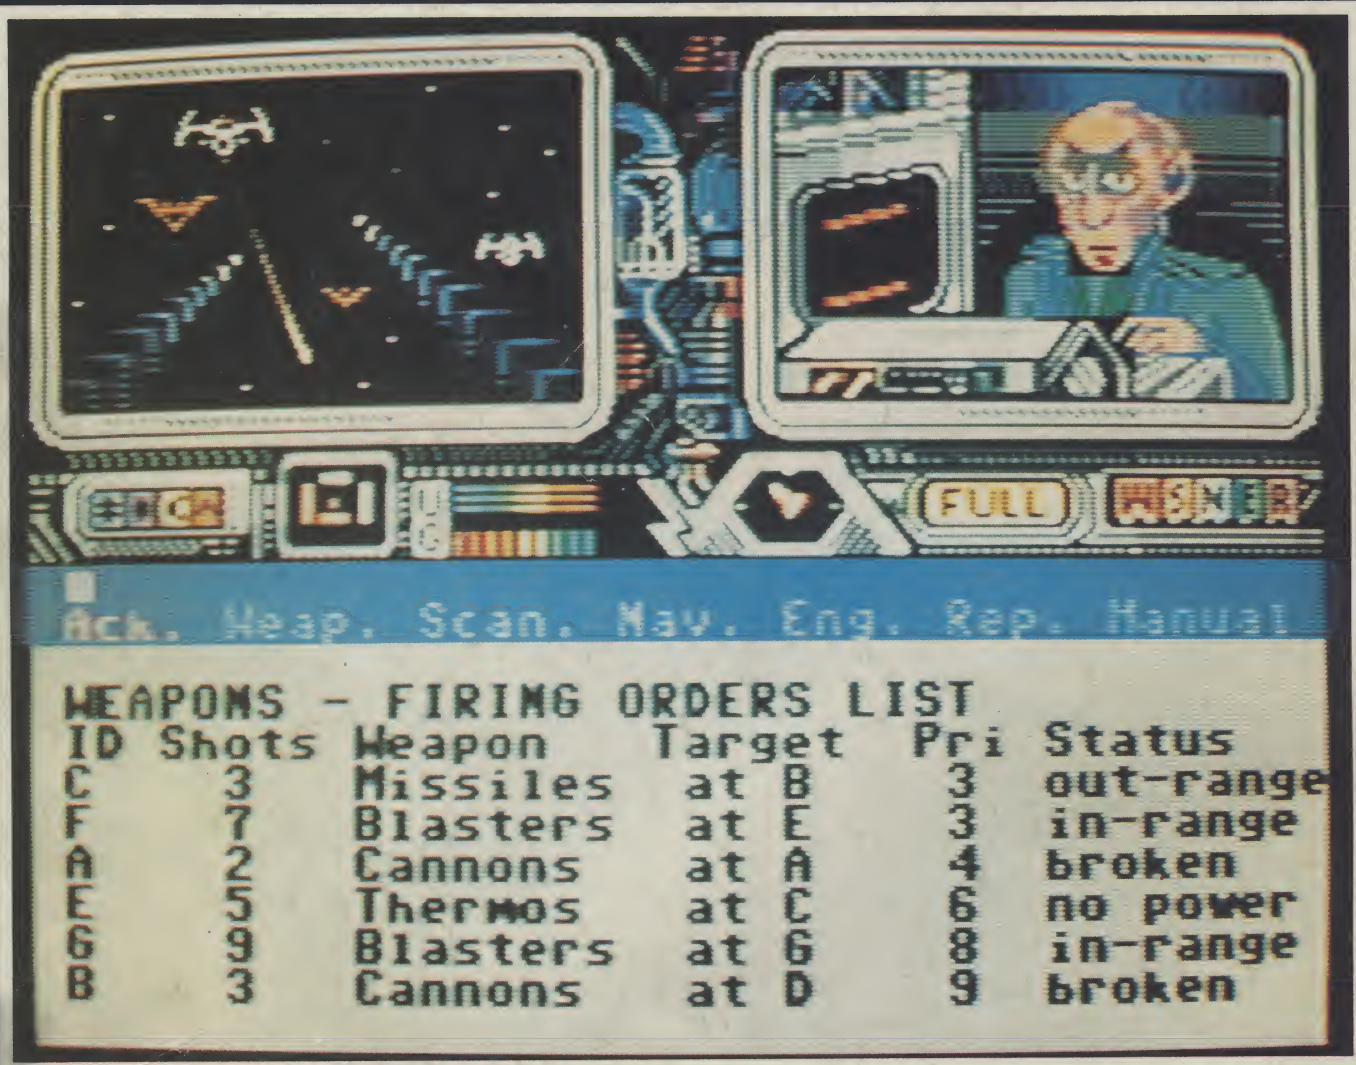 FULL
Ack. Weap. Scan. Nav. Eng. Rep. Manual
WEAPONS - FIRING ORDERS LIST
ID Shots Weapon Target Pri Status
C 3 Missiles at B 3 out-range
F 7 Blasters at E 3 in-range
A 2 Cannons at A 4 broken
E 5 Thermos at C 6 no power
G 9 Blasters at G 8 in-range
B 3 Cannons at D 9 broken